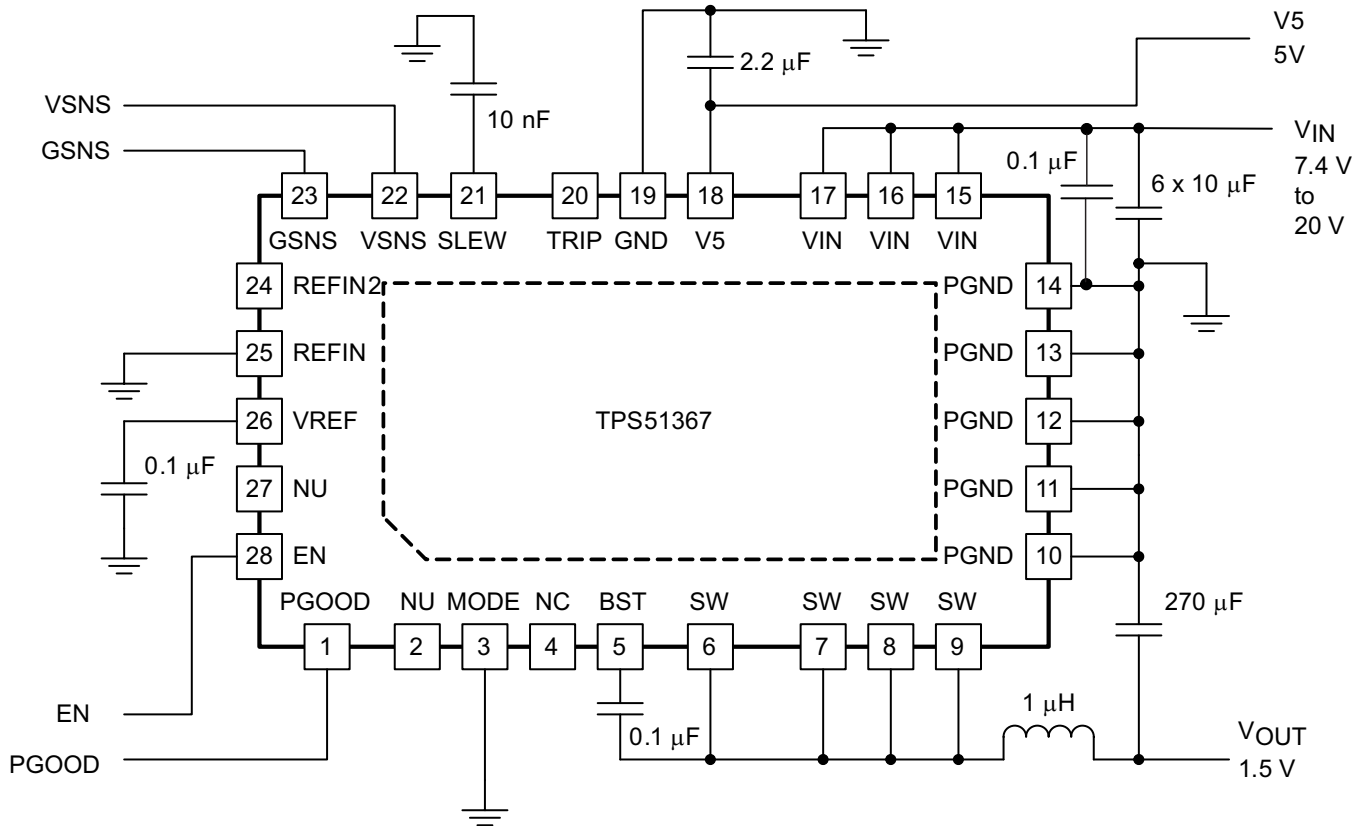 V5
5V
2.2 μF
10 nF
VSNS
GSNS
VIN
7.4 V
to
20 V
0.1 μF
6 x 10 μF
23 22 21 20 19 18 17 16 15
GSNS VSNS SLEW TRIP GND V5 VIN VIN VIN
24 REFIN2 PGND 14
25 REFIN PGND 13
26 VREF TPS51367 PGND 12
0.1 μF
27 NU PGND 11
28 EN PGND 10
PGOOD NU MODE NC BST SW SW SW SW
270 μF
1 2 3 4 5 6 7 8 9
EN
1 μH
0.1 μF
PGOOD
VOUT
1.5 V